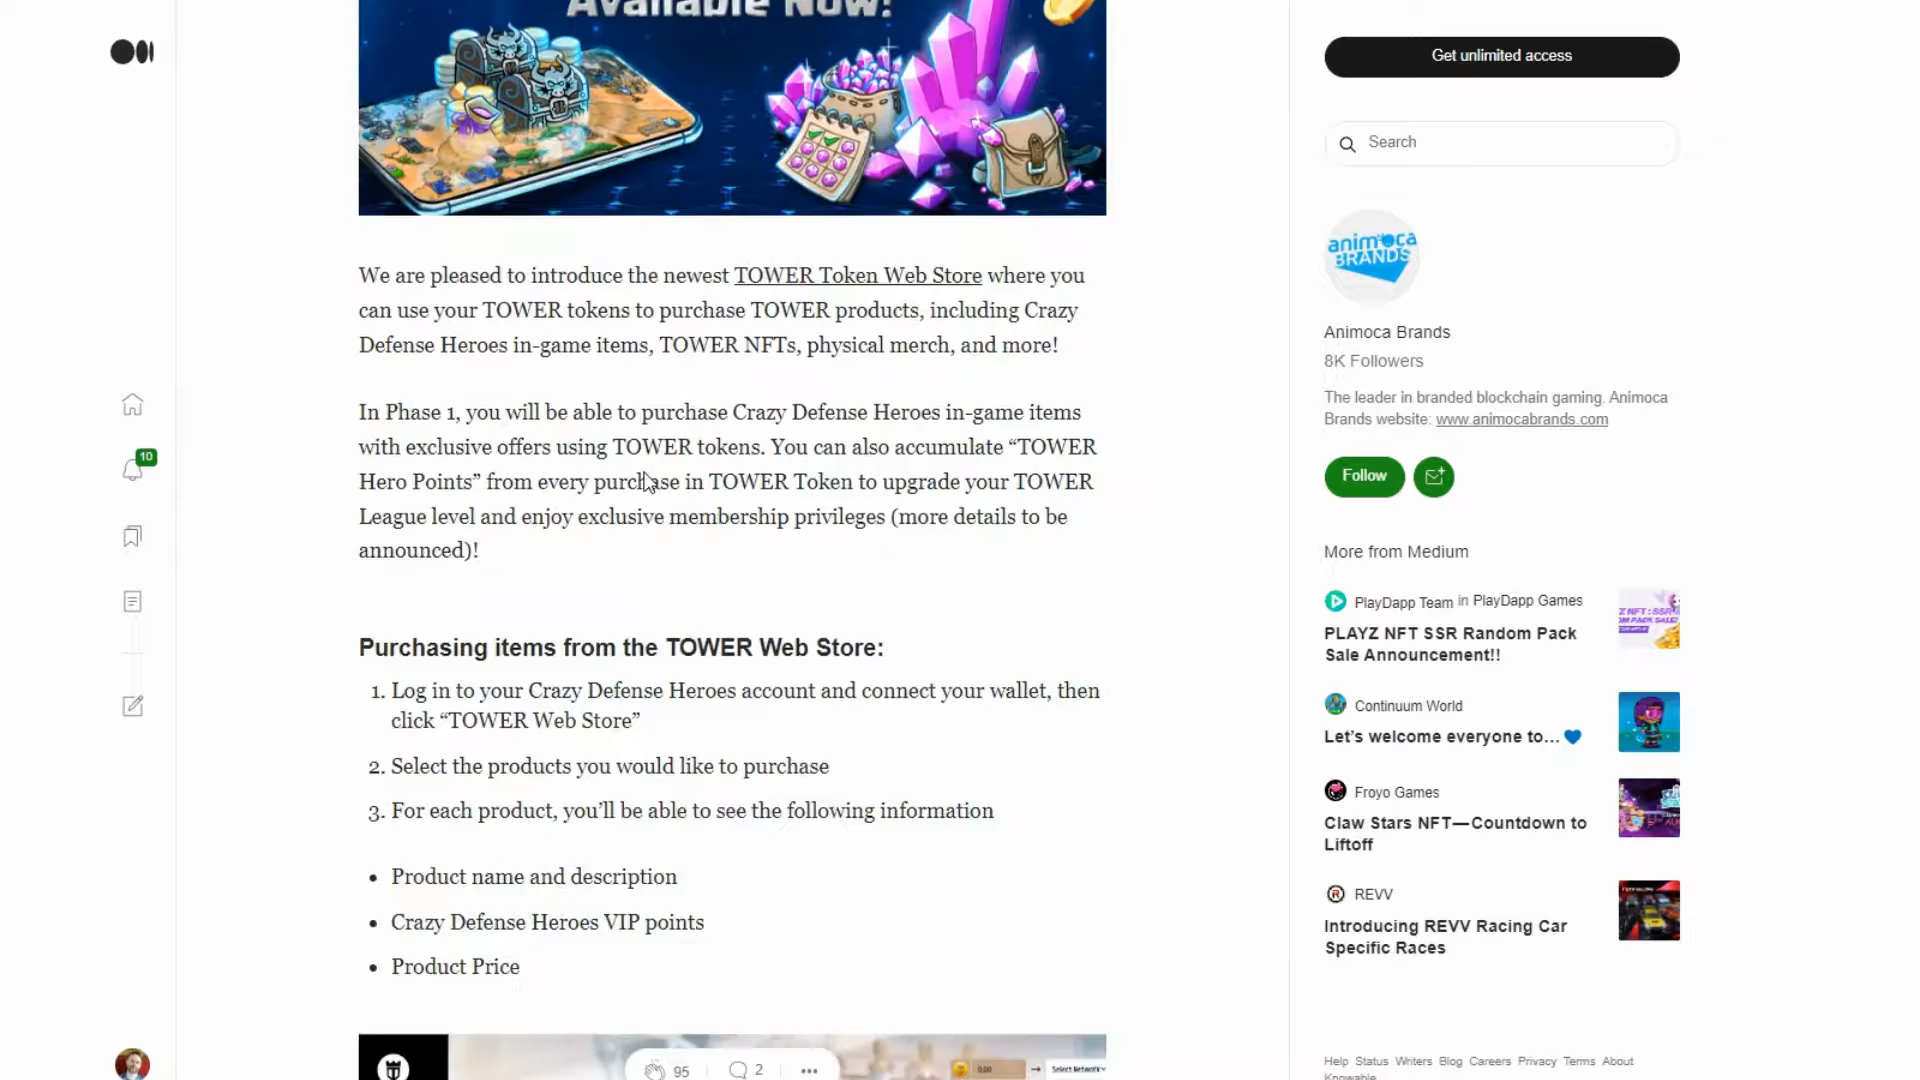 Available Now!
We are pleased to introduce the newest TOWER Token Web Store where you
can use your TOWER tokens to purchase TOWER products, including Crazy
Defense Heroes in-game items, TOWER NFTs, physical merch, and more!
In Phase 1, you will be able to purchase Crazy Defense Heroes in-game items
with exclusive offers using TOWER tokens. You can also accumulate “TOWER
Hero Points” from every purchase in TOWER Token to upgrade your TOWER
League level and enjoy exclusive membership privileges (more details to be
announced)!
Purchasing items from the TOWER Web Store:
1. Log in to your Crazy Defense Heroes account and connect your wallet, then
click “TOWER Web Store”
2. Select the products you would like to purchase
3. For each product, you’ll be able to see the following information
• Product name and description
• Crazy Defense Heroes VIP points
• Product Price
95
2
0.00
Select Network
10
Get unlimited access
Search
animoca
BRANDS
Animoca Brands
8K Followers
The leader in branded blockchain gaming. Animoca
Brands website: www.animocabrands.com
Follow
More from Medium
PlayDapp Team in PlayDapp Games
PLAYZ NFT SSR Random Pack
Sale Announcement!!
Z NFT : SSR
M PACK SALE!
Continuum World
Let’s welcome everyone to… 💙
Froyo Games
Claw Stars NFT—Countdown to
Liftoff
REVV
Introducing REVV Racing Car
Specific Races
Help Status Writers Blog Careers Privacy Terms About
Knowable